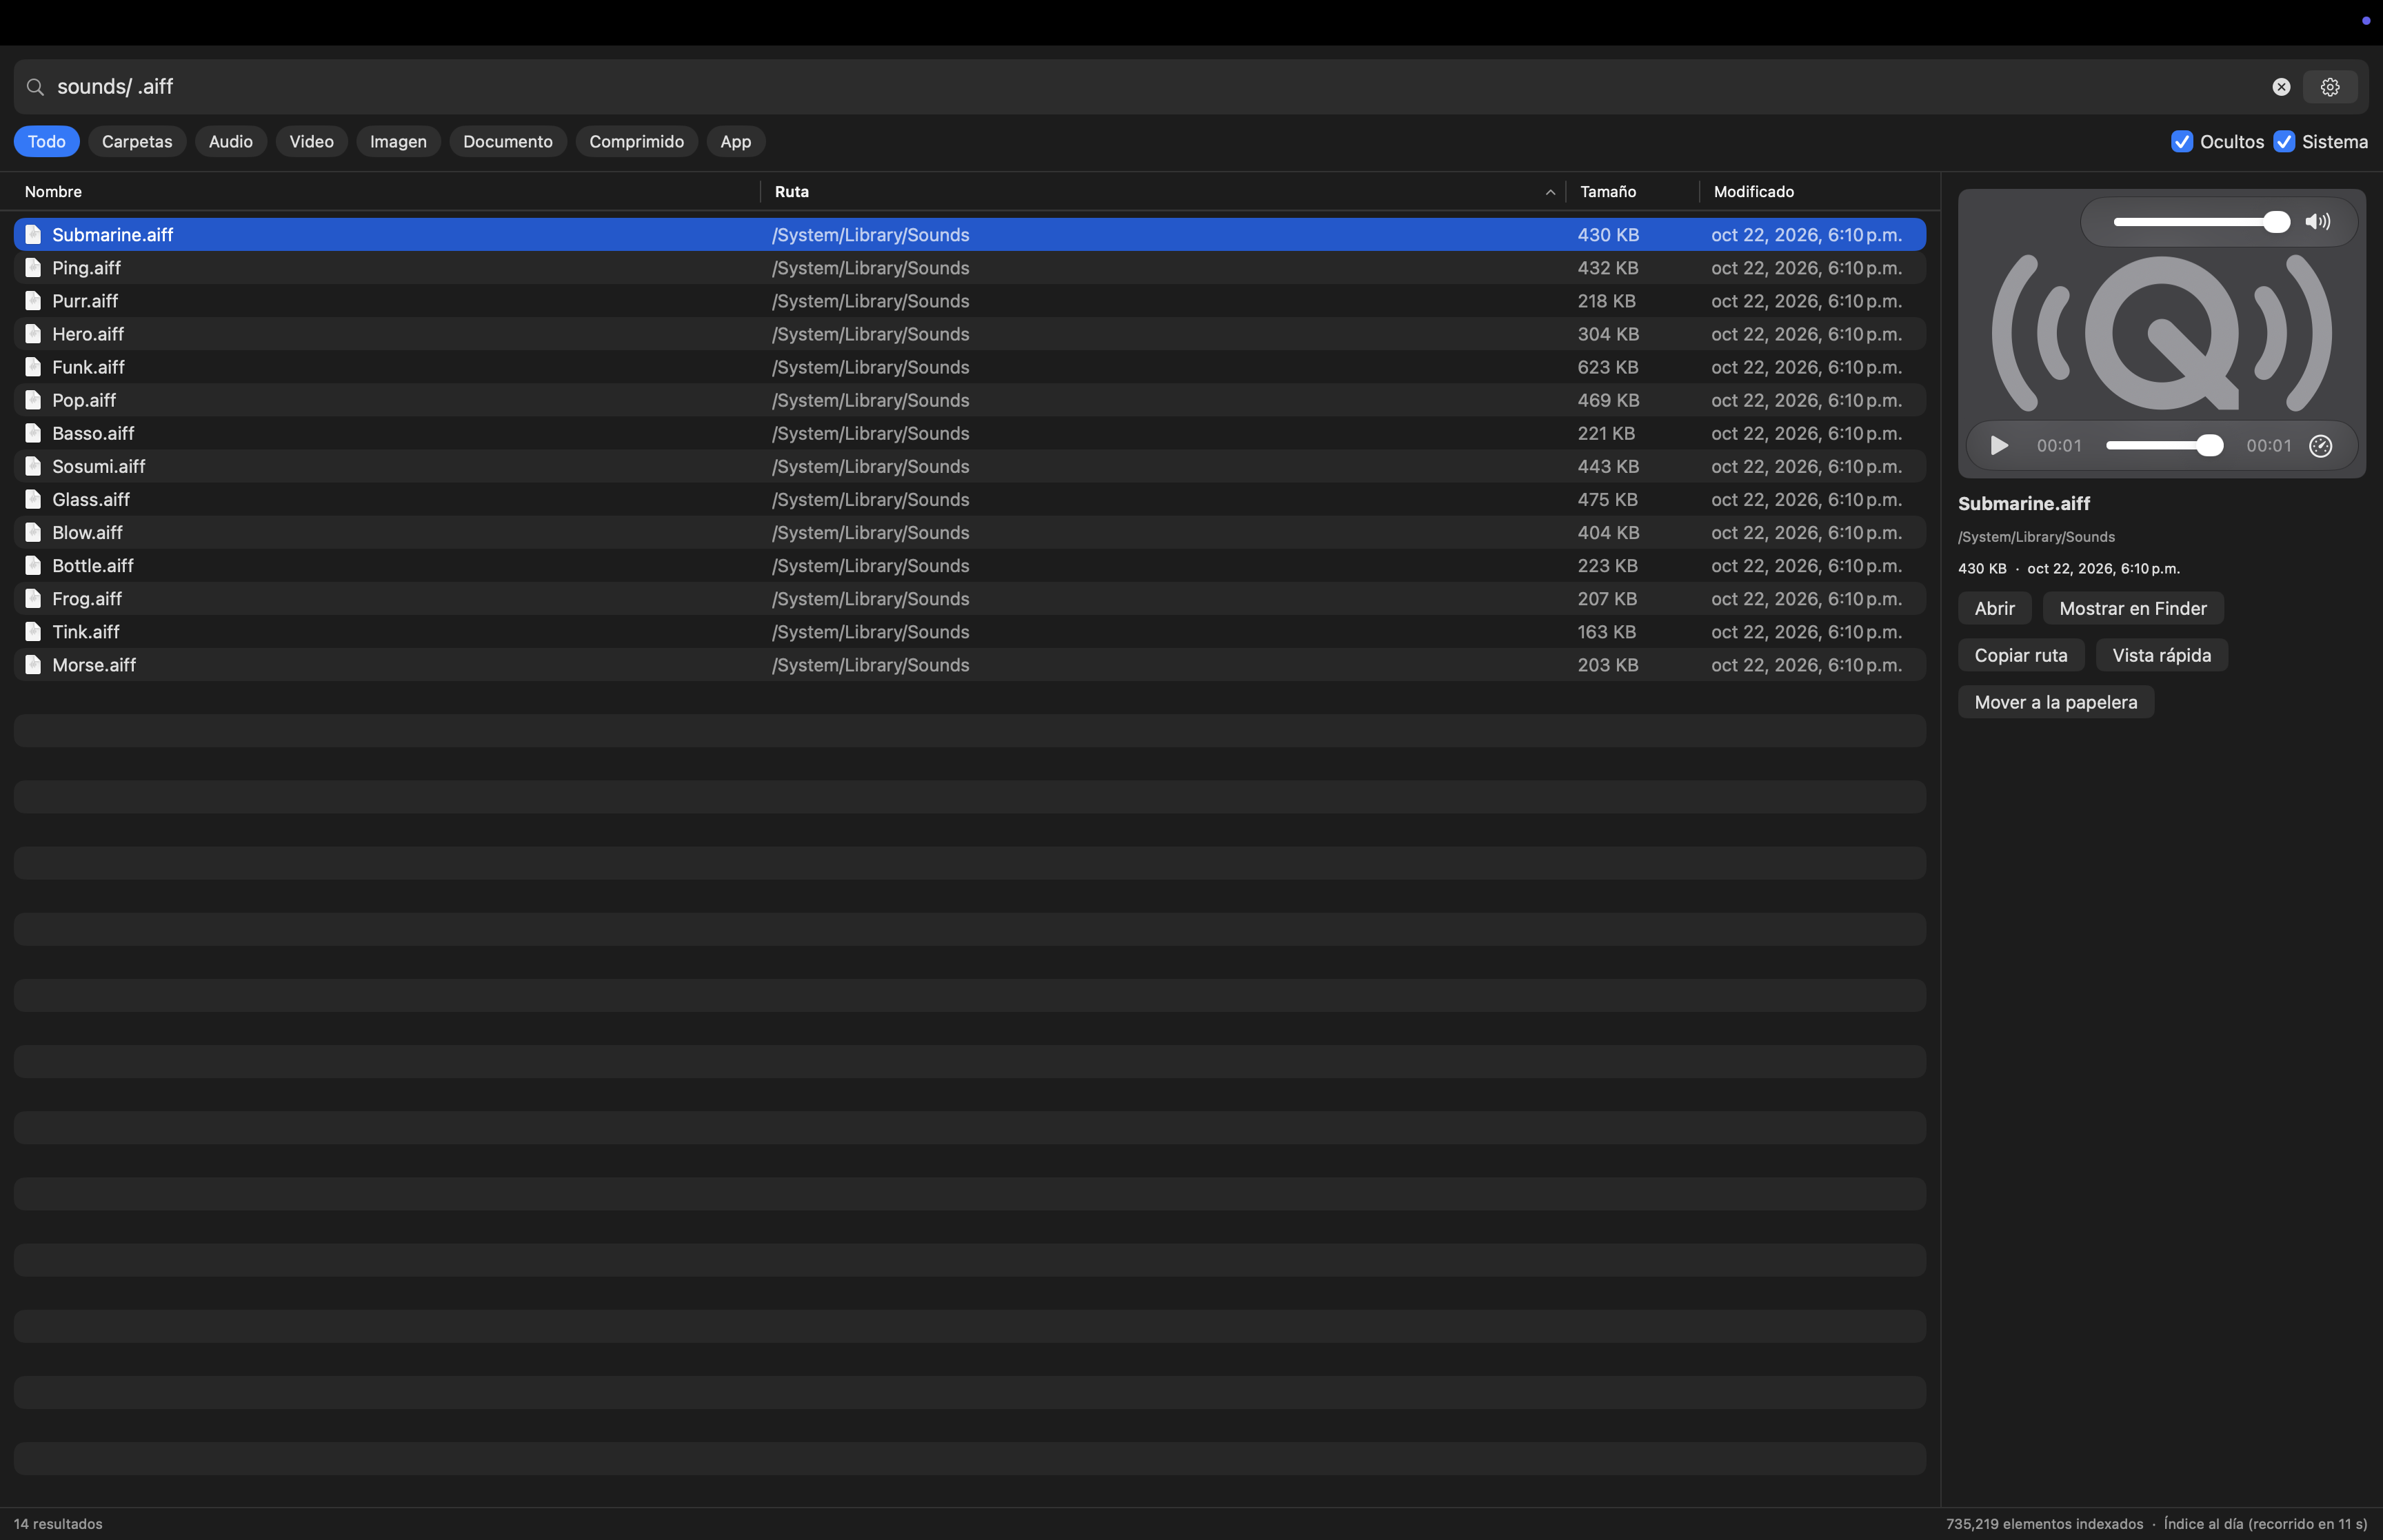 sounds/ .aiff
Todo Carpetas Audio Video Imagen Documento Comprimido App Ocultos Sistema
Nombre Ruta Tamaño Modificado
Submarine.aiff /System/Library/Sounds 430 KB oct 22, 2026, 6:10 p.m.
Ping.aiff /System/Library/Sounds 432 KB oct 22, 2026, 6:10 p.m.
Purr.aiff /System/Library/Sounds 218 KB oct 22, 2026, 6:10 p.m.
Hero.aiff /System/Library/Sounds 304 KB oct 22, 2026, 6:10 p.m.
Funk.aiff /System/Library/Sounds 623 KB oct 22, 2026, 6:10 p.m.
Pop.aiff /System/Library/Sounds 469 KB oct 22, 2026, 6:10 p.m.
Basso.aiff /System/Library/Sounds 221 KB oct 22, 2026, 6:10 p.m.
Sosumi.aiff /System/Library/Sounds 443 KB oct 22, 2026, 6:10 p.m.
Glass.aiff /System/Library/Sounds 475 KB oct 22, 2026, 6:10 p.m.
Blow.aiff /System/Library/Sounds 404 KB oct 22, 2026, 6:10 p.m.
Bottle.aiff /System/Library/Sounds 223 KB oct 22, 2026, 6:10 p.m.
Frog.aiff /System/Library/Sounds 207 KB oct 22, 2026, 6:10 p.m.
Tink.aiff /System/Library/Sounds 163 KB oct 22, 2026, 6:10 p.m.
Morse.aiff /System/Library/Sounds 203 KB oct 22, 2026, 6:10 p.m.
00:01 00:01
Submarine.aiff
/System/Library/Sounds
430 KB · oct 22, 2026, 6:10 p.m.
Abrir Mostrar en Finder
Copiar ruta Vista rápida
Mover a la papelera
14 resultados 735,219 elementos indexados · Índice al día (recorrido en 11 s)